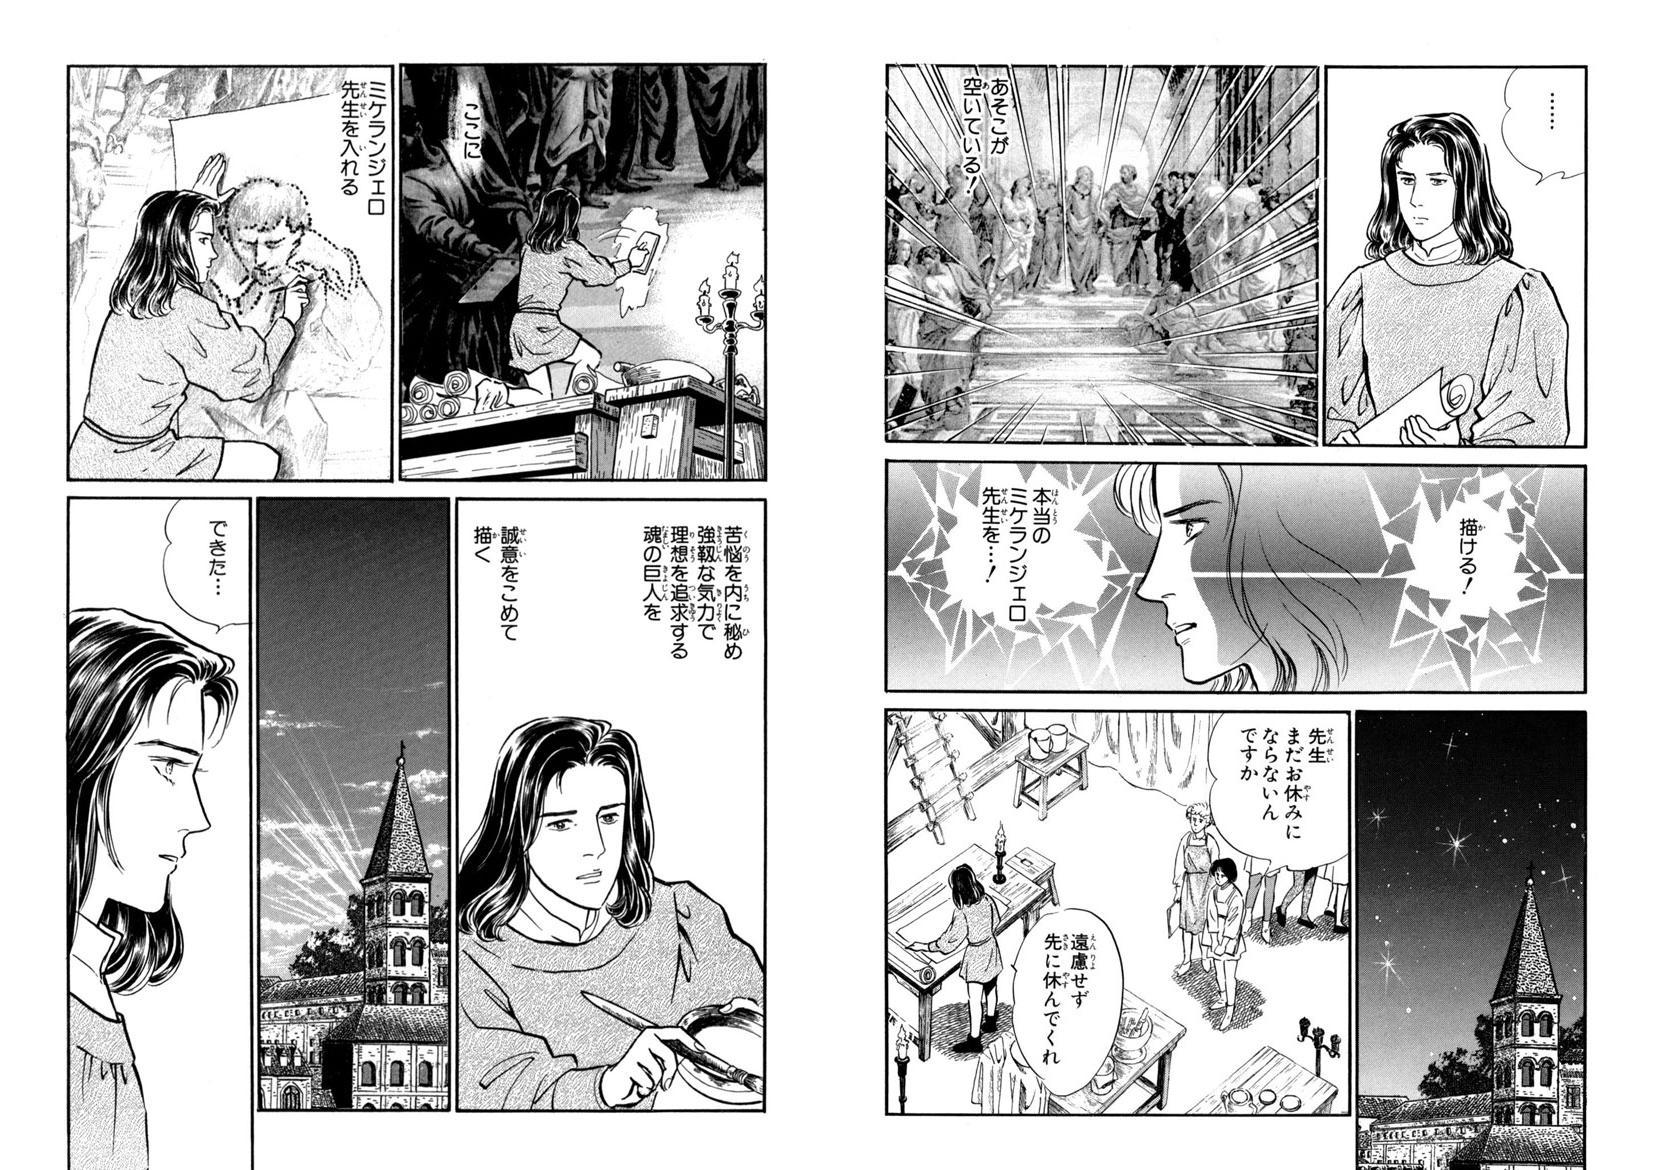 ……
あそこが
空いている!
描ける!
本当の
ミケランジェロ
先生を…!
先生
まだお休みに
ならないん
ですか
遠慮せず
先に休んでくれ
ここに
ミケランジェロ
先生を入れる
苦悩を内に秘め
強靱な気力で
理想を追求する
魂の巨人を
誠意をこめて
描く
できた…